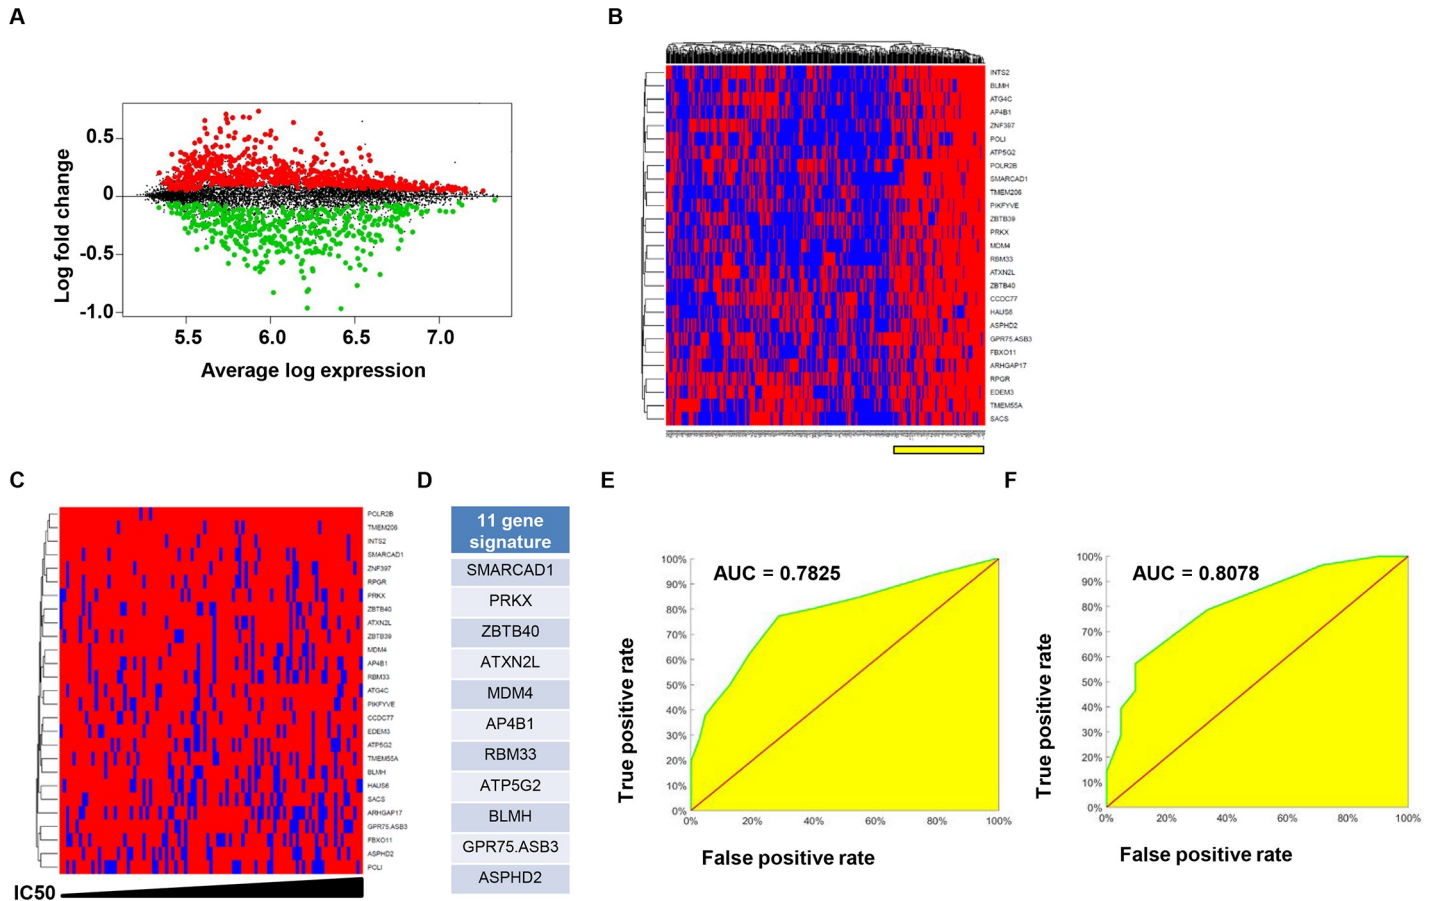 A
B
0.5
0
-0.5
-1.0
Log fold change
5.5
6.0
6.5
7.0
Average log expression
INTS2
BLMH
ATG4C
AP4B1
ZNF397
POLI
ATP5G2
POLR2B
SMARCAD1
TMEM206
PIKFYVE
ZBTB39
PRKX
MDM4
RBM33
ATXN2L
ZBTB40
CCDC77
HAUS6
ASPHD2
GPR75.ASB3
FBXO11
ARHGAP17
RPGR
EDEM3
TMEM55A
SACS
C
POLR2B
TMEM206
INTS2
SMARCAD1
ZNF397
RPGR
PRKX
ZBTB40
ATXN2L
ZBTB39
MDM4
AP4B1
RBM33
ATG4C
PIKFYVE
CCDC77
EDEM3
ATP5G2
TMEM55A
BLMH
HAUS6
SACS
ARHGAP17
GPR75.ASB3
FBXO11
ASPHD2
POLI
IC50
D
11 gene
signature
SMARCAD1
PRKX
ZBTB40
ATXN2L
MDM4
AP4B1
RBM33
ATP5G2
BLMH
GPR75.ASB3
ASPHD2
E
AUC = 0.7825
100%
90%
80%
70%
60%
50%
40%
30%
20%
10%
0%
True positive rate
0%
20%
40%
60%
80%
100%
False positive rate
F
AUC = 0.8078
100%
90%
80%
70%
60%
50%
40%
30%
20%
10%
0%
True positive rate
0%
20%
40%
60%
80%
100%
False positive rate